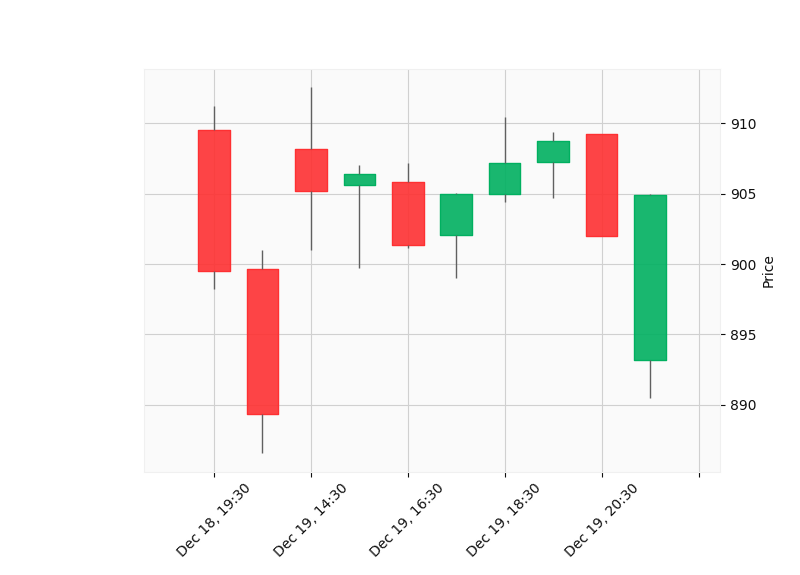 910
905
900
895
890
Price
Dec 18, 19:30
Dec 19, 14:30
Dec 19, 16:30
Dec 19, 18:30
Dec 19, 20:30